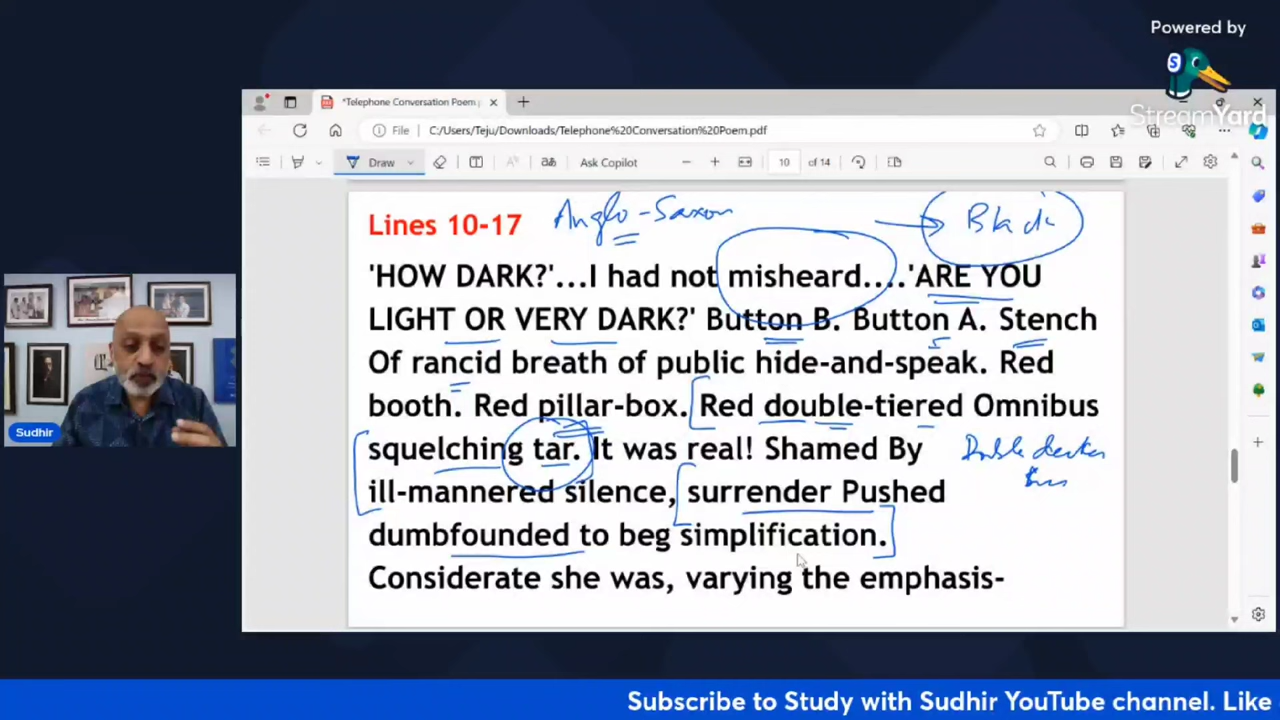 Powered by
StreamYard
*Telephone Conversation Poem.p
File C:/Users/Teju/Downloads/Telephone%20Conversation%20Poem.pdf
Draw
Ask Copilot
10 of 14
Lines 10-17 Anglo-Saxon Black
'HOW DARK?'...I had not misheard....'ARE YOU
LIGHT OR VERY DARK?' Button B. Button A. Stench
Of rancid breath of public hide-and-speak. Red
booth. Red pillar-box. Red double-tiered Omnibus
squelching tar. It was real! Shamed By
Double decker
bus
ill-mannered silence, surrender Pushed
dumbfounded to beg simplification.
Considerate she was, varying the emphasis-
Sudhir
Subscribe to Study with Sudhir YouTube channel. Like